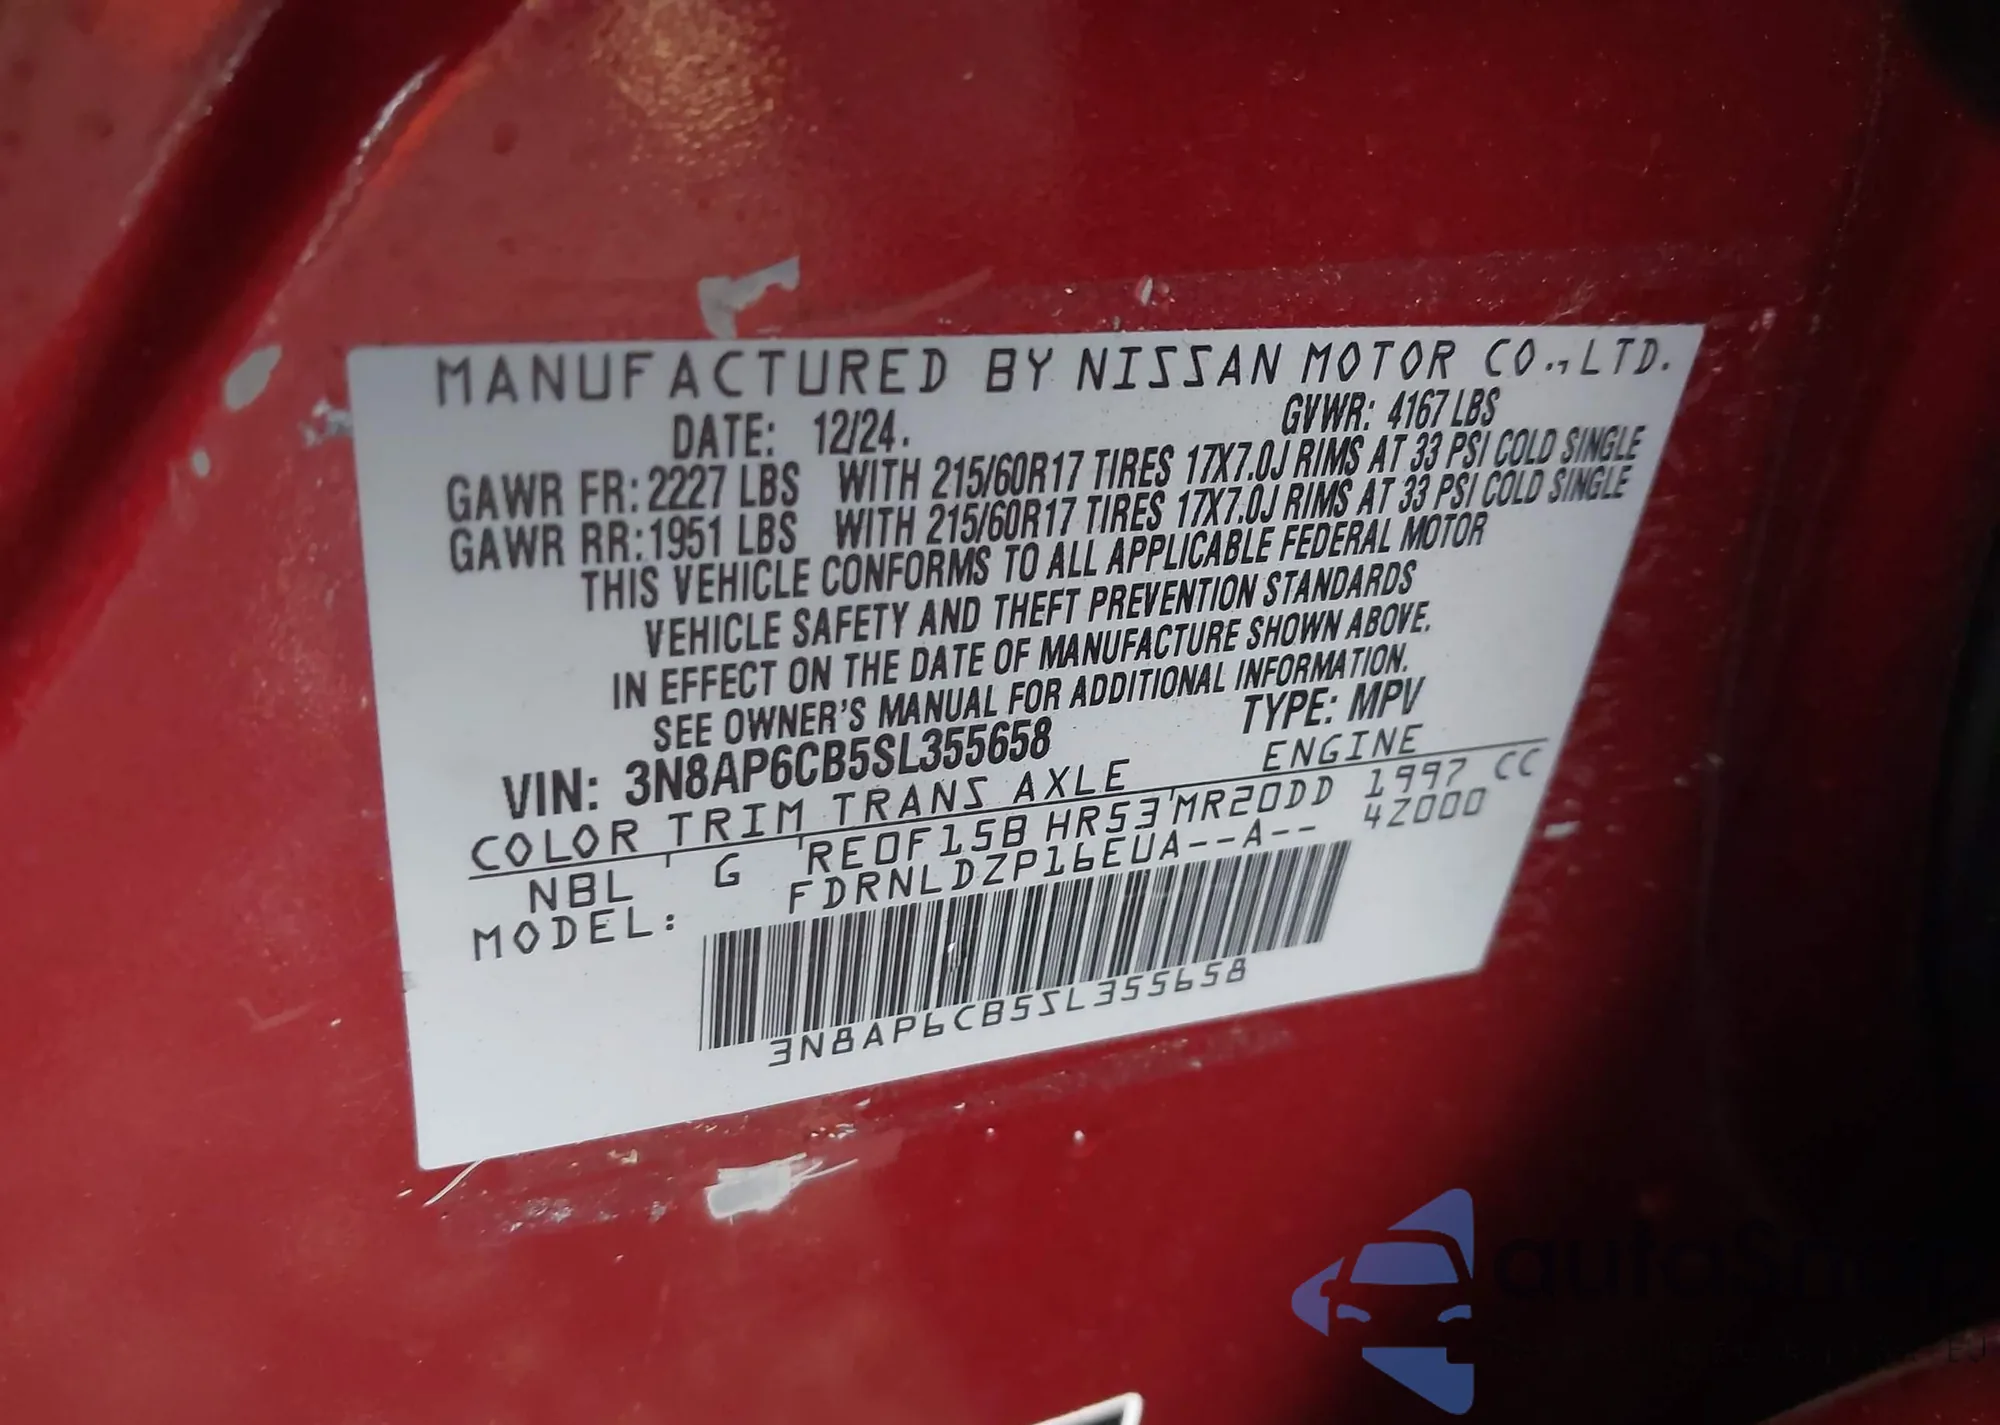 MANUFACTURED BY NISSAN MOTOR CO.,LTD.
DATE: 12/24. GVWR: 4167 LBS
GAWR FR: 2227 LBS WITH 215/60R17 TIRES 17X7.0J RIMS AT 33 PSI COLD SINGLE
GAWR RR: 1951 LBS WITH 215/60R17 TIRES 17X7.0J RIMS AT 33 PSI COLD SINGLE
THIS VEHICLE CONFORMS TO ALL APPLICABLE FEDERAL MOTOR
VEHICLE SAFETY AND THEFT PREVENTION STANDARDS
IN EFFECT ON THE DATE OF MANUFACTURE SHOWN ABOVE.
SEE OWNER'S MANUAL FOR ADDITIONAL INFORMATION.
VIN: 3N8AP6CB5SL355658 TYPE: MPV
COLOR TRIM TRANS AXLE ENGINE
NBL G RE0F15B HR53 MR20DD 1997 CC
MODEL: FDRNLDZP16EUA--A-- 4Z000
3N8AP6CB5SL355658
autoSnap